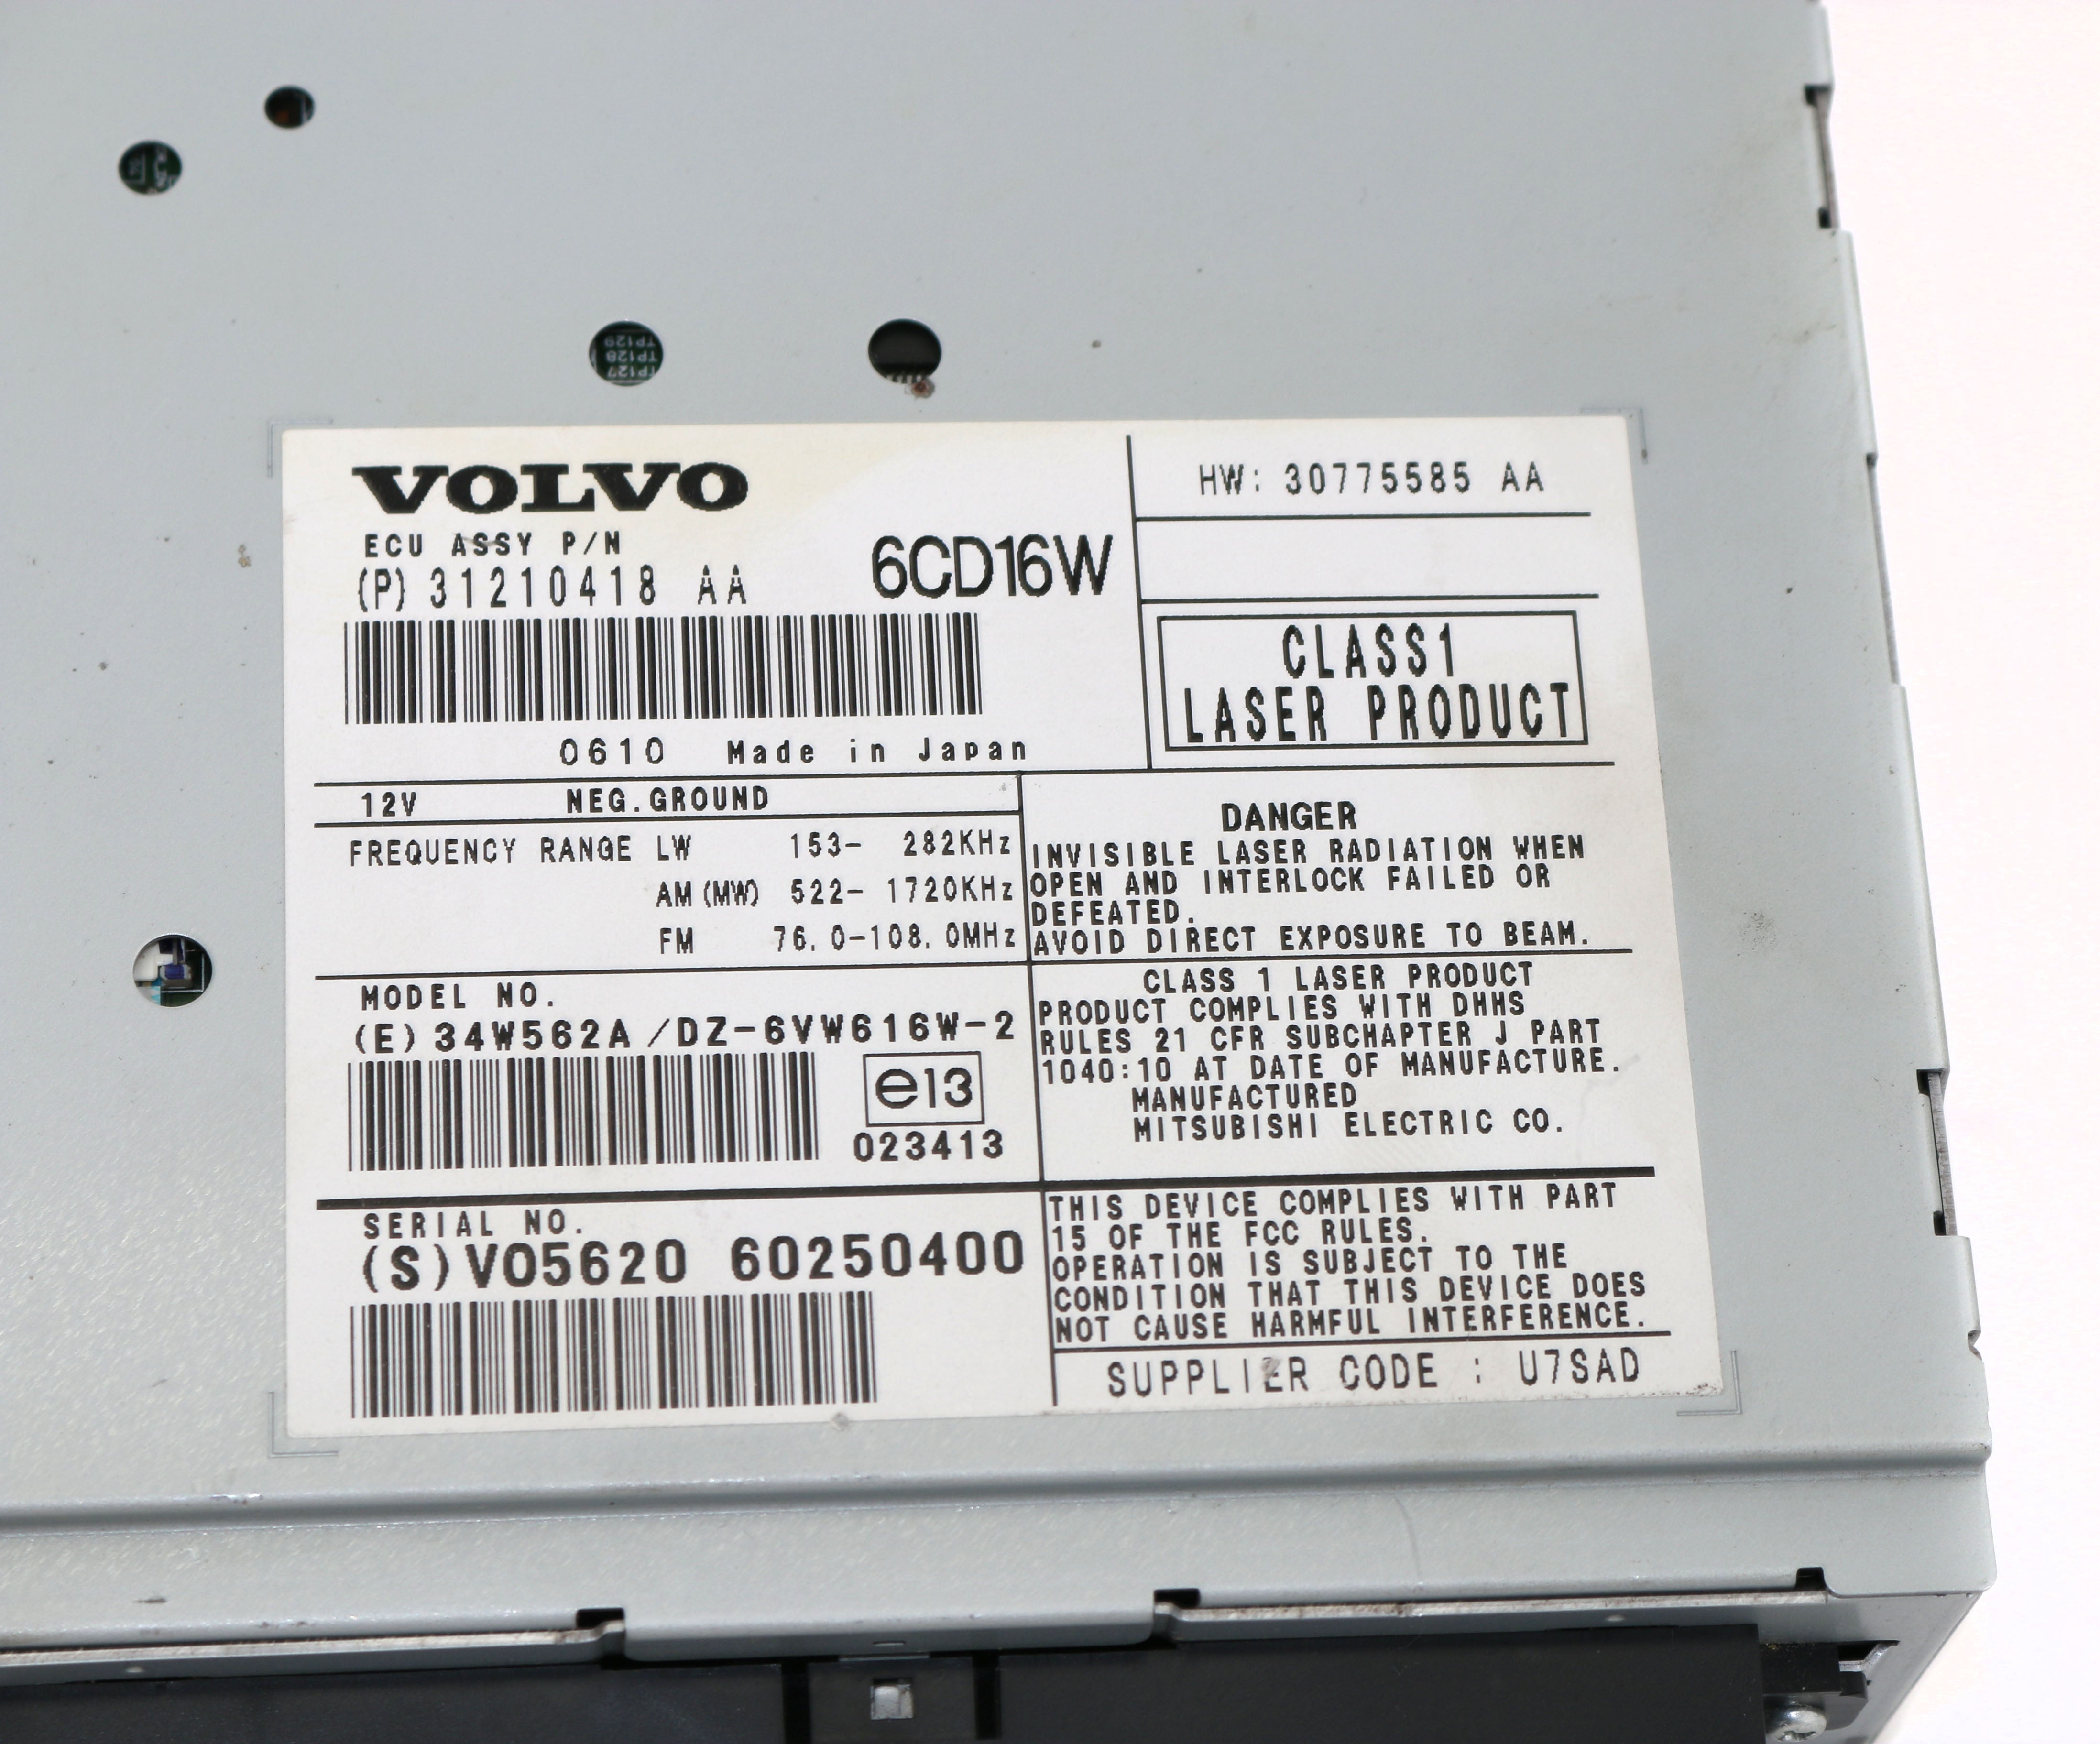 TP129
TP128
TP127
VOLVO
ECU ASSY P/N
(P) 31210418 AA
6CD16W
0610 Made in Japan
HW: 30775585 AA
CLASS1
LASER PRODUCT
12V NEG.GROUND
FREQUENCY RANGE LW 153- 282KHz
AM (MW) 522- 1720KHz
FM 76.0-108.0MHz
DANGER
INVISIBLE LASER RADIATION WHEN
OPEN AND INTERLOCK FAILED OR
DEFEATED.
AVOID DIRECT EXPOSURE TO BEAM.
MODEL NO.
(E) 34W562A /DZ-6VW616W-2
e13
023413
CLASS 1 LASER PRODUCT
PRODUCT COMPLIES WITH DHHS
RULES 21 CFR SUBCHAPTER J PART
1040:10 AT DATE OF MANUFACTURE.
MANUFACTURED
MITSUBISHI ELECTRIC CO.
SERIAL NO.
(S) VO5620 60250400
THIS DEVICE COMPLIES WITH PART
15 OF THE FCC RULES.
OPERATION IS SUBJECT TO THE
CONDITION THAT THIS DEVICE DOES
NOT CAUSE HARMFUL INTERFERENCE.
SUPPLIER CODE : U7SAD